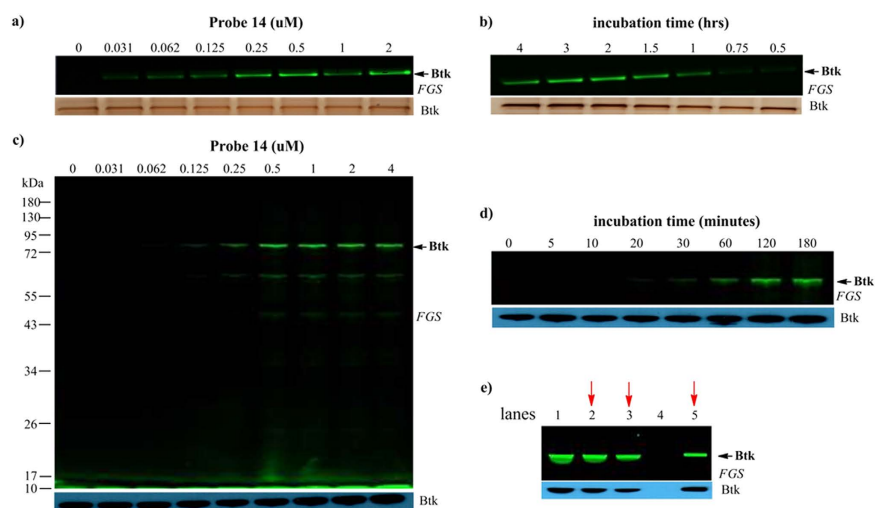 a)
Probe 14 (uM)
0 0.031 0.062 0.125 0.25 0.5 1 2
Btk
FGS
Btk
b)
incubation time (hrs)
4 3 2 1.5 1 0.75 0.5
Btk
FGS
Btk
c)
Probe 14 (uM)
0 0.031 0.062 0.125 0.25 0.5 1 2 4
kDa
180
130
95
72
55
43
34
26
17
10
Btk
FGS
Btk
d)
incubation time (minutes)
0 5 10 20 30 60 120 180
Btk
FGS
Btk
e)
lanes 1 2 3 4 5
Btk
FGS
Btk